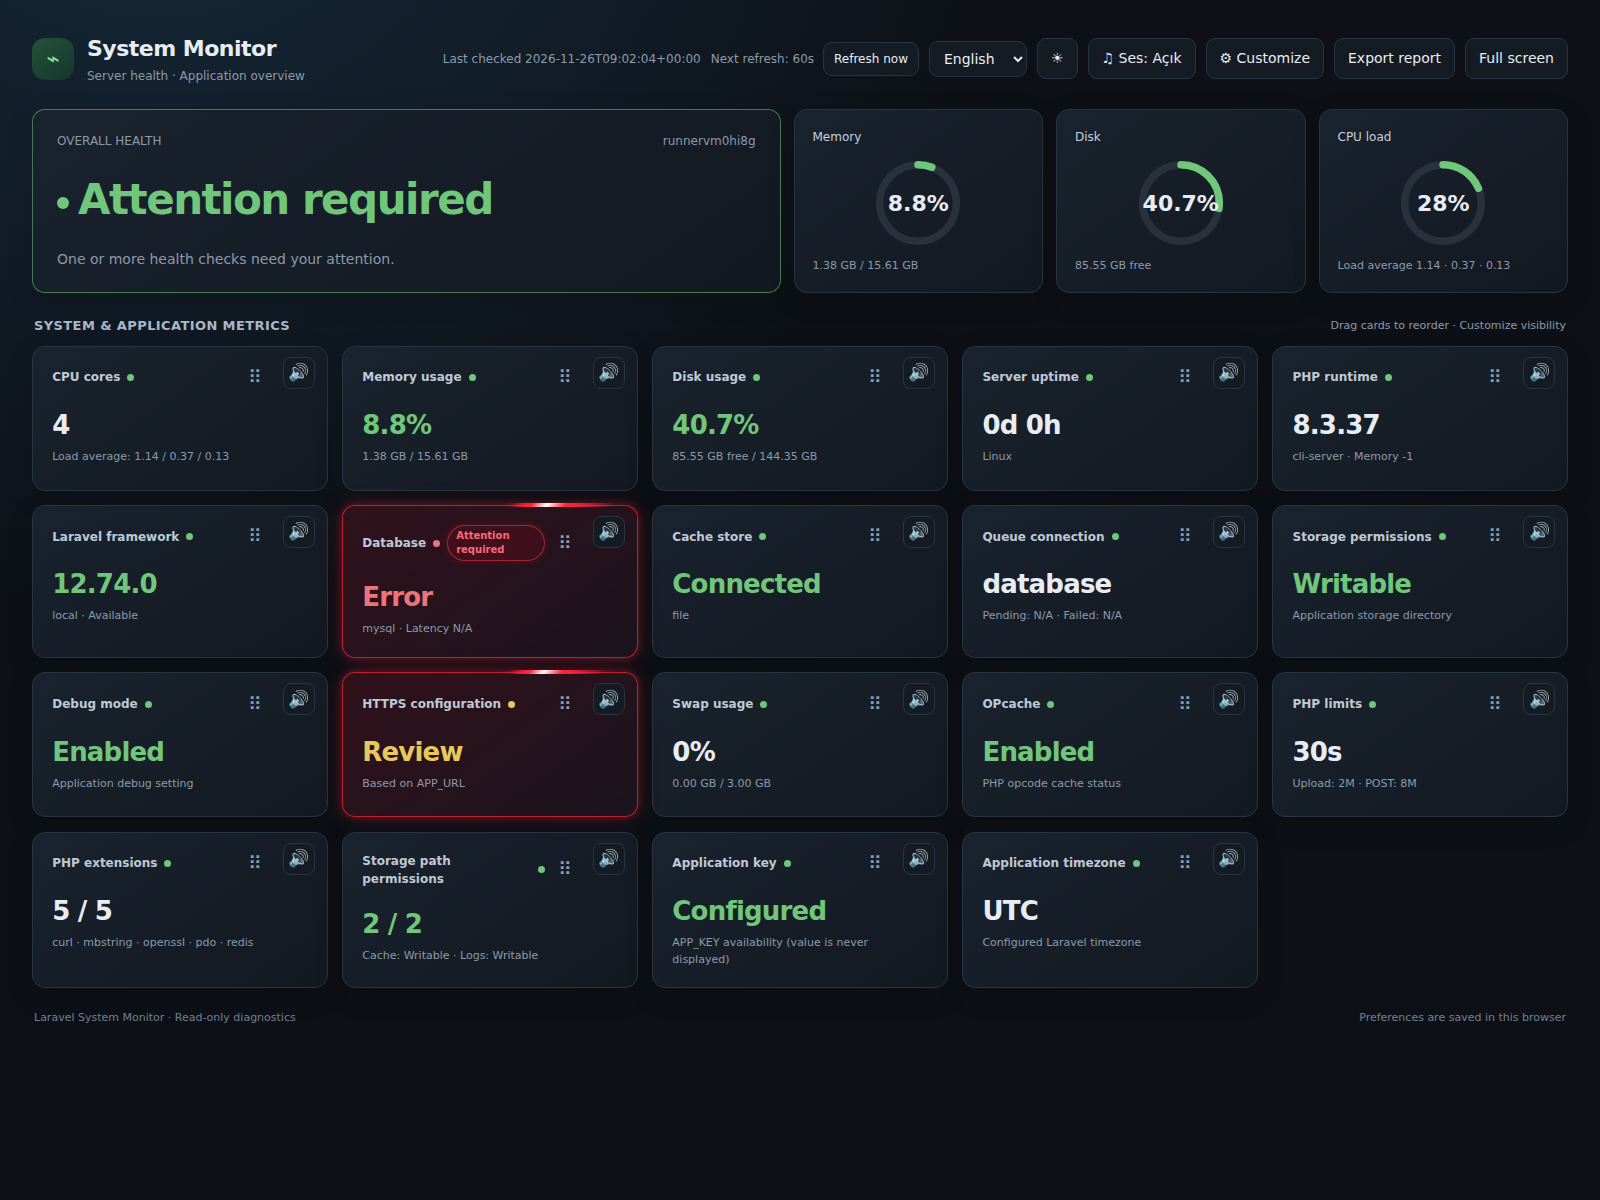 System Monitor
Server health · Application overview
Last checked 2026-11-26T09:02:04+00:00
Next refresh: 60s
Refresh now
English
♫ Ses: Açık
⚙ Customize
Export report
Full screen
OVERALL HEALTH
runnervm0hi8g
Attention required
One or more health checks need your attention.
Memory
8.8%
1.38 GB / 15.61 GB
Disk
40.7%
85.55 GB free
CPU load
28%
Load average 1.14 · 0.37 · 0.13
SYSTEM & APPLICATION METRICS
Drag cards to reorder · Customize visibility
CPU cores
4
Load average: 1.14 / 0.37 / 0.13
Memory usage
8.8%
1.38 GB / 15.61 GB
Disk usage
40.7%
85.55 GB free / 144.35 GB
Server uptime
0d 0h
Linux
PHP runtime
8.3.37
cli-server · Memory -1
Laravel framework
12.74.0
local · Available
Database
Attention
required
Error
mysql · Latency N/A
Cache store
Connected
file
Queue connection
database
Pending: N/A · Failed: N/A
Storage permissions
Writable
Application storage directory
Debug mode
Enabled
Application debug setting
HTTPS configuration
Review
Based on APP_URL
Swap usage
0%
0.00 GB / 3.00 GB
OPcache
Enabled
PHP opcode cache status
PHP limits
30s
Upload: 2M · POST: 8M
PHP extensions
5 / 5
curl · mbstring · openssl · pdo · redis
Storage path
permissions
2 / 2
Cache: Writable · Logs: Writable
Application key
Configured
APP_KEY availability (value is never
displayed)
Application timezone
UTC
Configured Laravel timezone
Laravel System Monitor · Read-only diagnostics
Preferences are saved in this browser